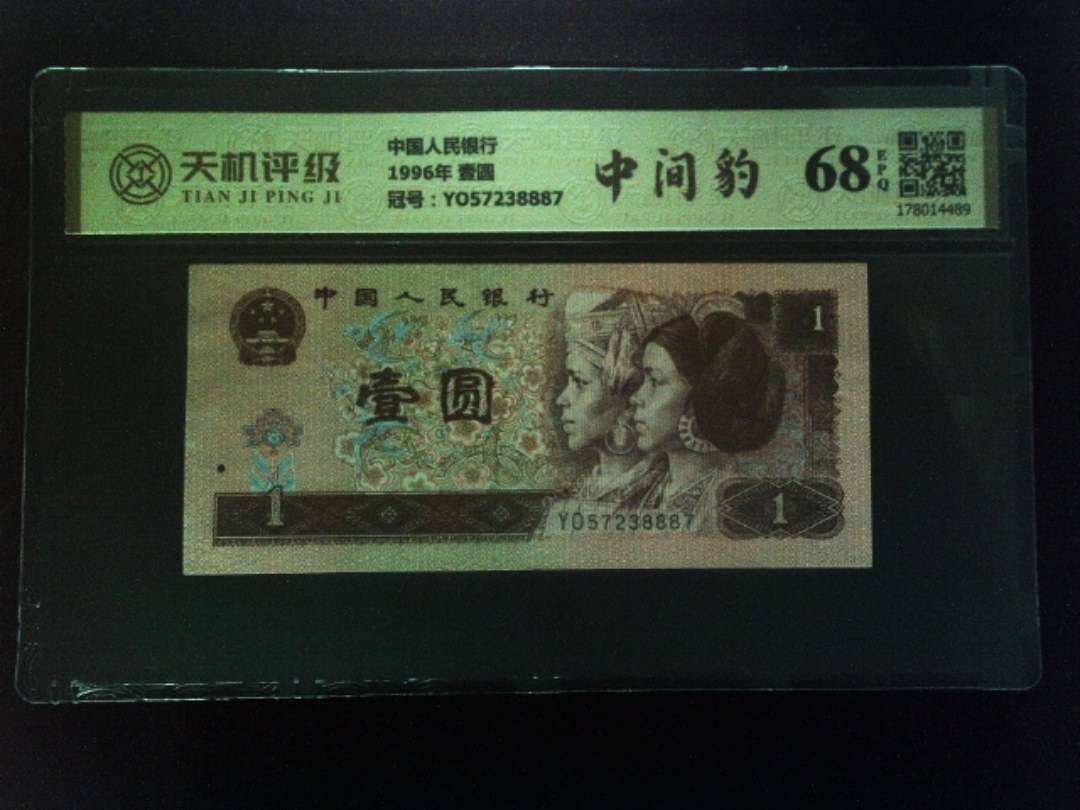 天机评级
TIAN JI PING JI
中国人民银行
1996年 壹圆
冠号：YO57238887
中间豹
68
EPQ
178014489
中国人民银行
壹圆
1
1
YO57238887
1